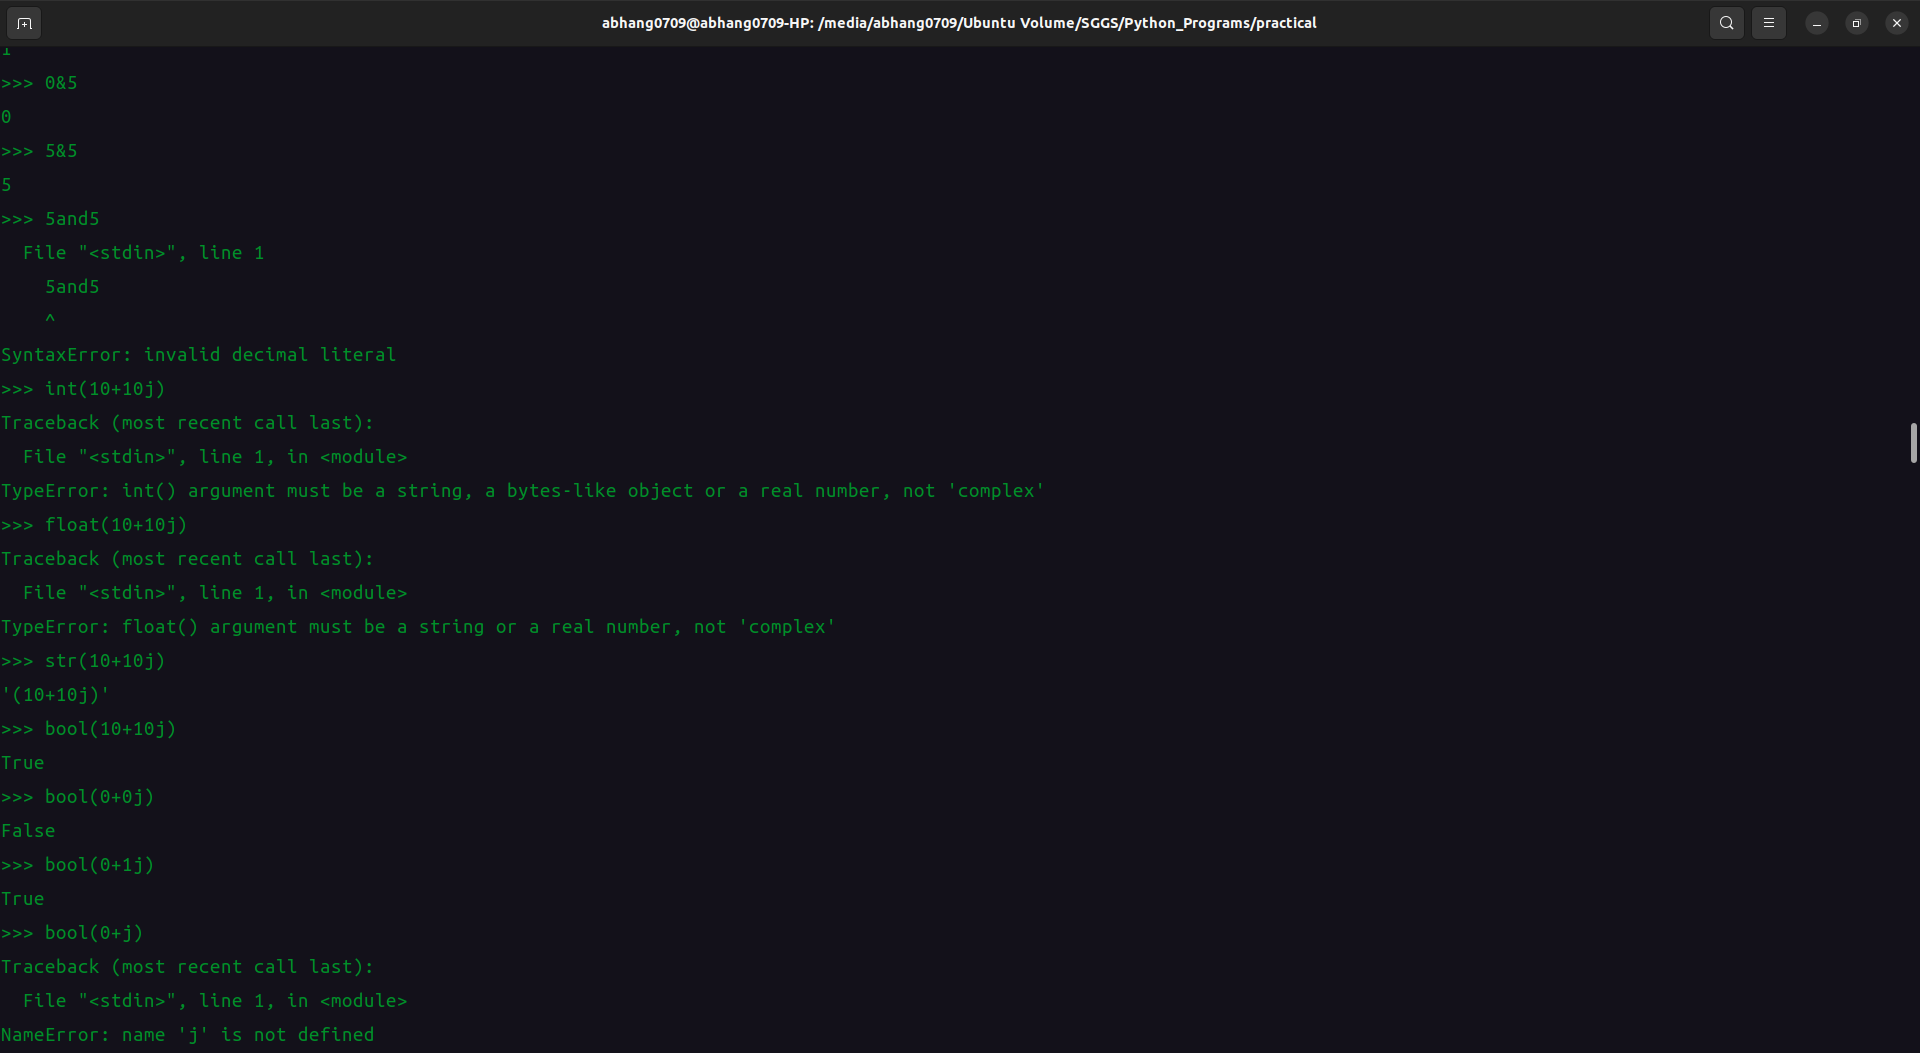 abhang0709@abhang0709-HP: /media/abhang0709/Ubuntu Volume/SGGS/Python_Programs/practical
1
>>> 0&5
0
>>> 5&5
5
>>> 5and5
  File "<stdin>", line 1
    5and5
    ^
SyntaxError: invalid decimal literal
>>> int(10+10j)
Traceback (most recent call last):
  File "<stdin>", line 1, in <module>
TypeError: int() argument must be a string, a bytes-like object or a real number, not 'complex'
>>> float(10+10j)
Traceback (most recent call last):
  File "<stdin>", line 1, in <module>
TypeError: float() argument must be a string or a real number, not 'complex'
>>> str(10+10j)
'(10+10j)'
>>> bool(10+10j)
True
>>> bool(0+0j)
False
>>> bool(0+1j)
True
>>> bool(0+j)
Traceback (most recent call last):
  File "<stdin>", line 1, in <module>
NameError: name 'j' is not defined